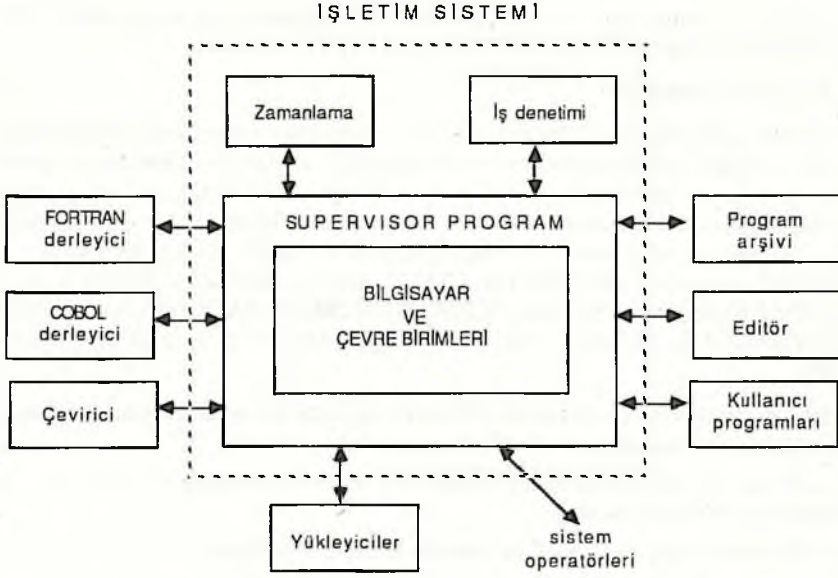 İŞLETİM SİSTEMİ
Zamanlama
İş denetimi
FORTRAN
derleyici
SUPERVISOR PROGRAM
Program
arşivi
BİLGİSAYAR
VE
ÇEVRE BİRİMLERİ
COBOL
derleyici
Editör
Çevirici
Kullanıcı
programları
Yükleyiciler
sistem
operatörleri